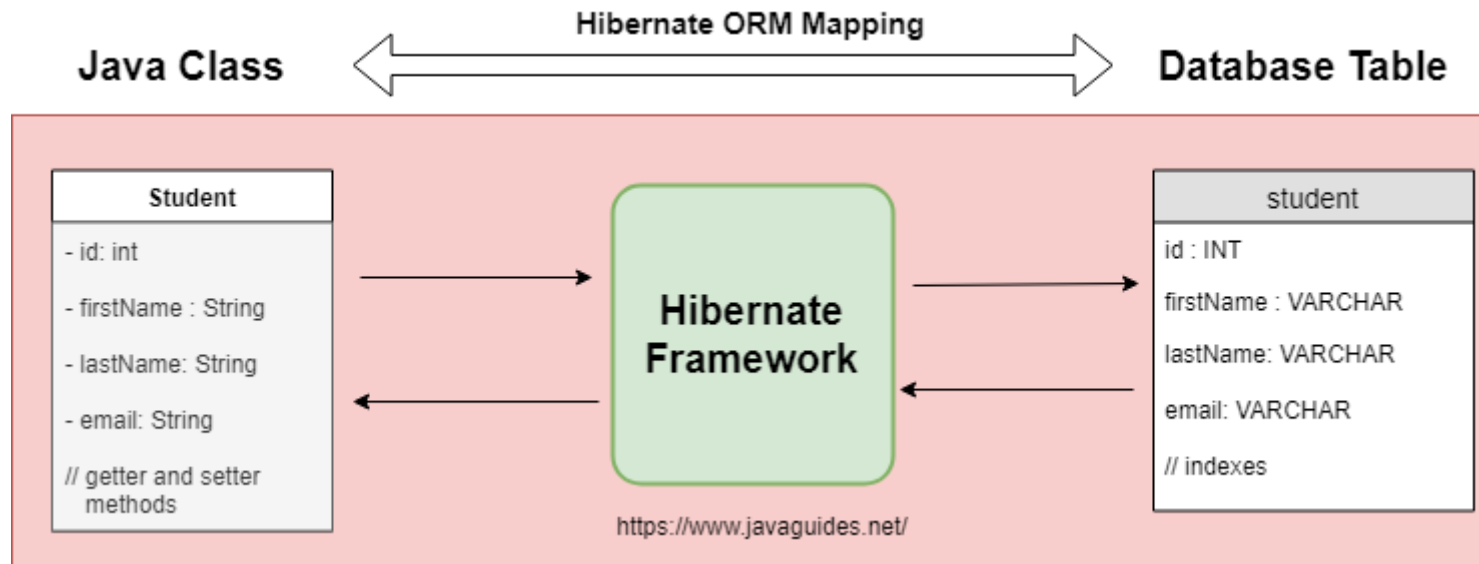 Hibernate ORM Mapping
Java Class
Database Table
Student
- id: int
- firstName : String
- lastName: String
- email: String
// getter and setter
methods
Hibernate
Framework
https://www.javaguides.net/
student
id : INT
firstName : VARCHAR
lastName: VARCHAR
email: VARCHAR
// indexes